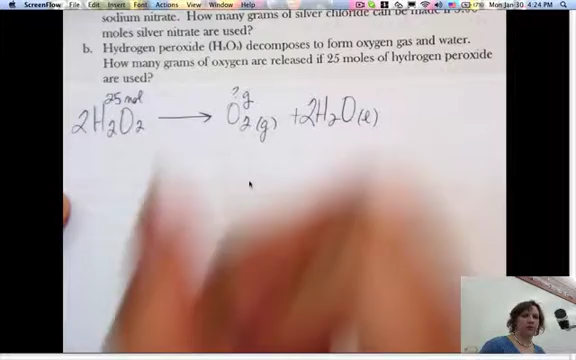 ScreenFlow File Edit Insert Font Actions View Window Help Mon Jan 30 4:24 PM
sodium nitrate. How many grams of silver chloride can be made if
moles silver nitrate are used?
b. Hydrogen peroxide (H₂O₂) decomposes to form oxygen gas and water.
How many grams of oxygen are released if 25 moles of hydrogen peroxide
are used?
25 mol ? g
2H₂O₂ → O₂(g) + 2H₂O(l)